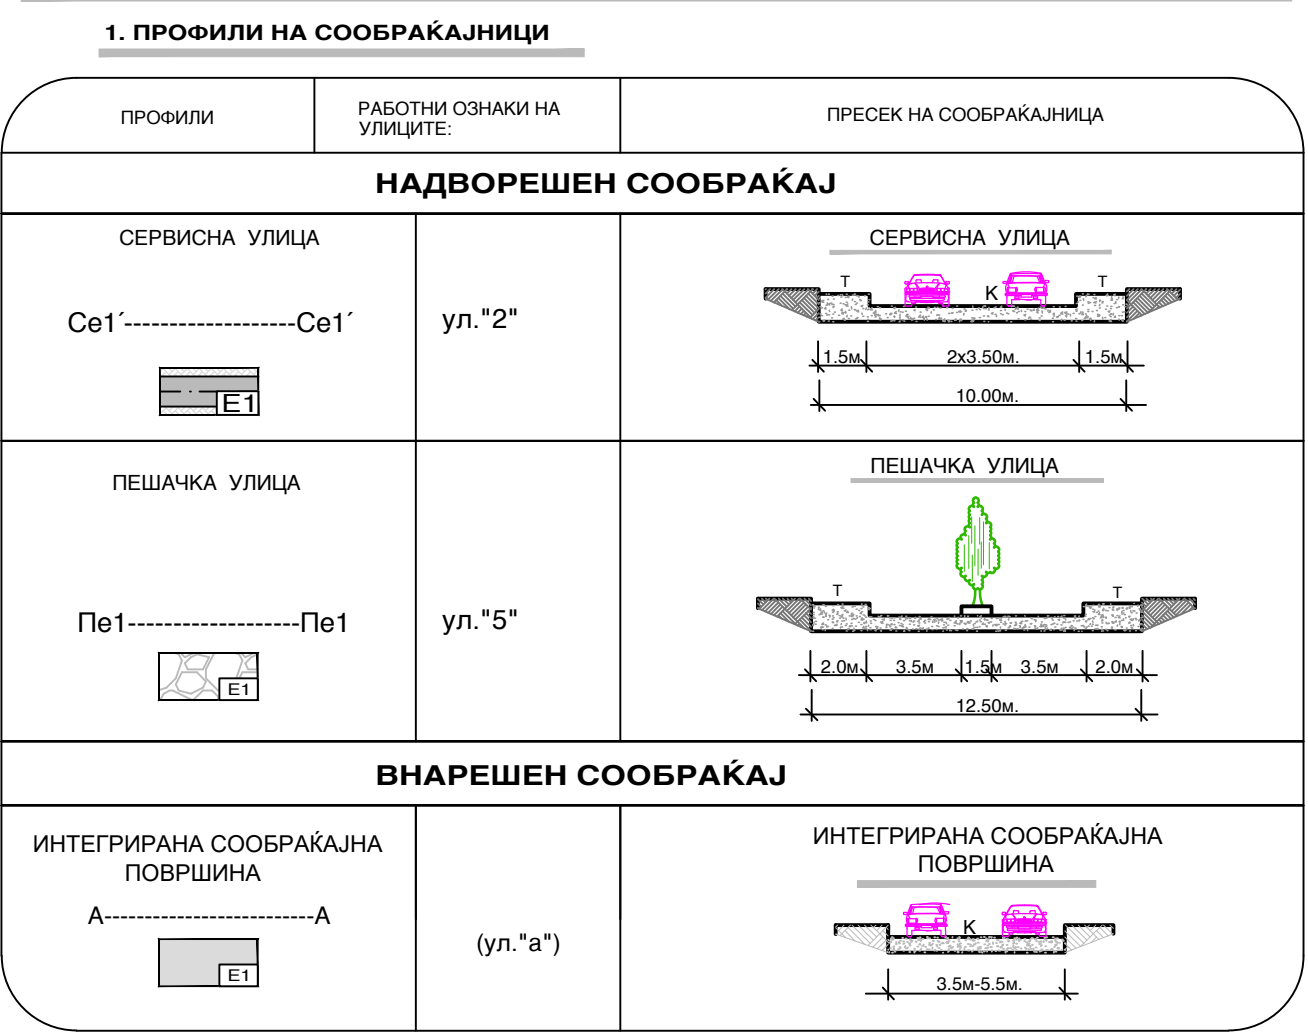 1. ПРОФИЛИ НА СООБРАЌАЈНИЦИ
ПРОФИЛИ
РАБОТНИ ОЗНАКИ НА
УЛИЦИТЕ:
ПРЕСЕК НА СООБРАЌАЈНИЦА
НАДВОРЕШЕН СООБРАЌАЈ
СЕРВИСНА УЛИЦА
Се1´-------------------Се1´
Е1
ул."2"
СЕРВИСНА УЛИЦА
Т К Т
1.5м 2х3.50м. 1.5м
10.00м.
ПЕШАЧКА УЛИЦА
Пе1-------------------Пе1
Е1
ул."5"
ПЕШАЧКА УЛИЦА
Т Т
2.0м 3.5м 1.5м 3.5м 2.0м
12.50м.
ВНАРЕШЕН СООБРАЌАЈ
ИНТЕГРИРАНА СООБРАЌАЈНА
ПОВРШИНА
А--------------------------А
Е1
(ул."а")
ИНТЕГРИРАНА СООБРАЌАЈНА
ПОВРШИНА
К
3.5м-5.5м.